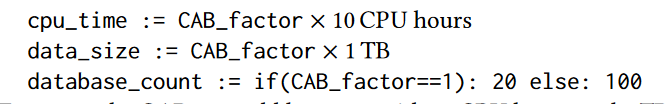 cpu_time := CAB_factor × 10 CPU hours
data_size := CAB_factor × 1 TB
database_count := if(CAB_factor==1): 20 else: 100